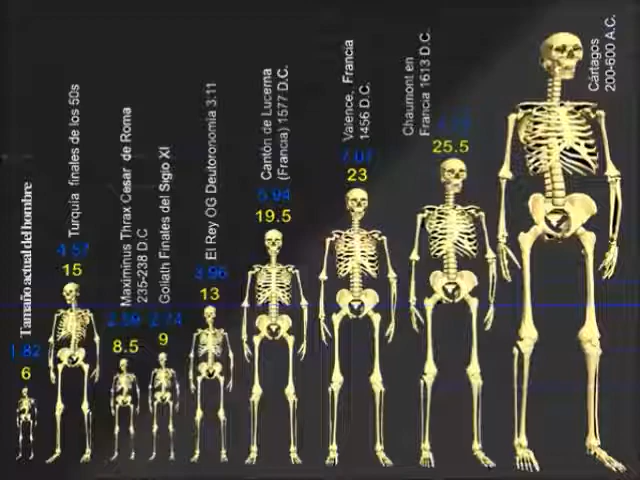 Tamaño actual del hombre
1.82
6
Turquía finales de los 50s
4.57
15
Maximinus Thrax Cesar de Roma
235-238 D.C
2.59
8.5
Goliath Finales del Sigio XI
2.74
9
El Rey OG Deutoronomia 3.11
3.96
13
Cantón de Lucerna
(Francia) 1577 D.C.
5.94
19.5
Valence, Francia
1456 D.C.
7.01
23
Chaumont en
Francia 1613 D.C.
25.5
Cártagos
200-600 A.C.